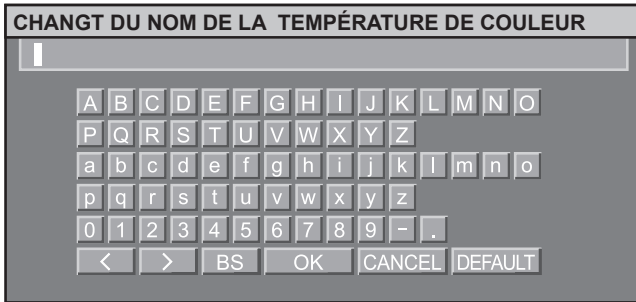 CHANGT DU NOM DE LA TEMPÉRATURE DE COULEUR
A B C D E F G H I J K L M N O
P Q R S T U V W X Y Z
a b c d e f g h i j k l m n o
p q r s t u v w x y z
0 1 2 3 4 5 6 7 8 9 - .
< > BS OK CANCEL DEFAULT